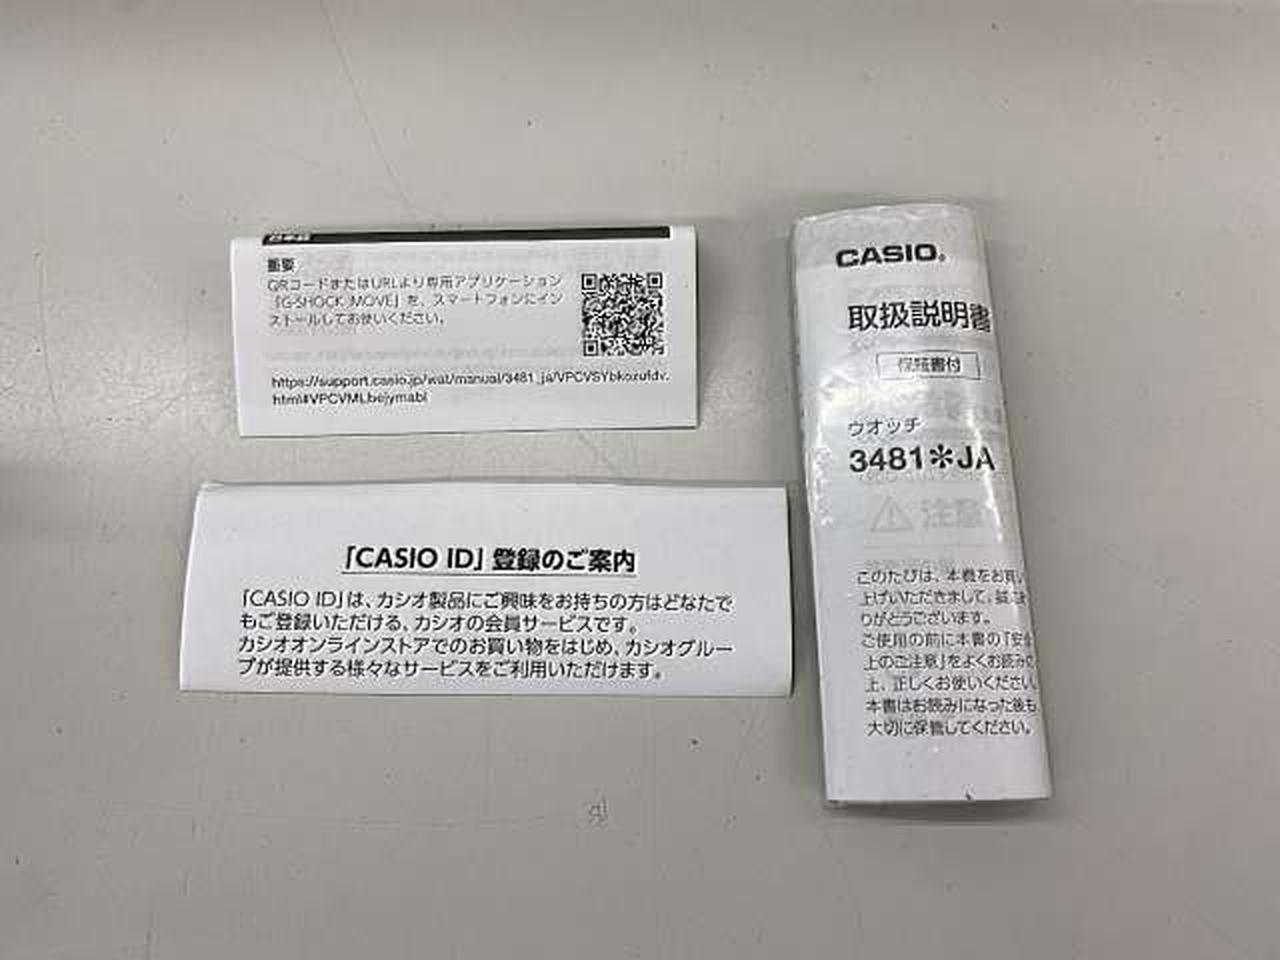 日本語
重要
QRコードまたはURLより専用アプリケーション
「G-SHOCK MOVE」を、スマートフォンにイン
ストールしてお使いください。
https://support.casio.jp/wat/manual/3481_ja/VPCVSYbkozufdv.
html#VPCVMLbejymabl
「CASIO ID」登録のご案内
「CASIO ID」は、カシオ製品にご興味をお持ちの方はどなたで
もご登録いただける、カシオの会員サービスです。
カシオオンラインストアでのお買い物をはじめ、カシオグルー
プが提供する様々なサービスをご利用いただけます。
CASIO®
取扱説明書
保証書付
ウオッチ
3481✻JA
注意
このたびは、本機をお買い
上げいただきまして、誠にあ
りがとうございます。
ご使用の前に本書の「安全
上のご注意」をよくお読みの
上、正しくお使いください。
本書はお読みになった後も
大切に保管してください。